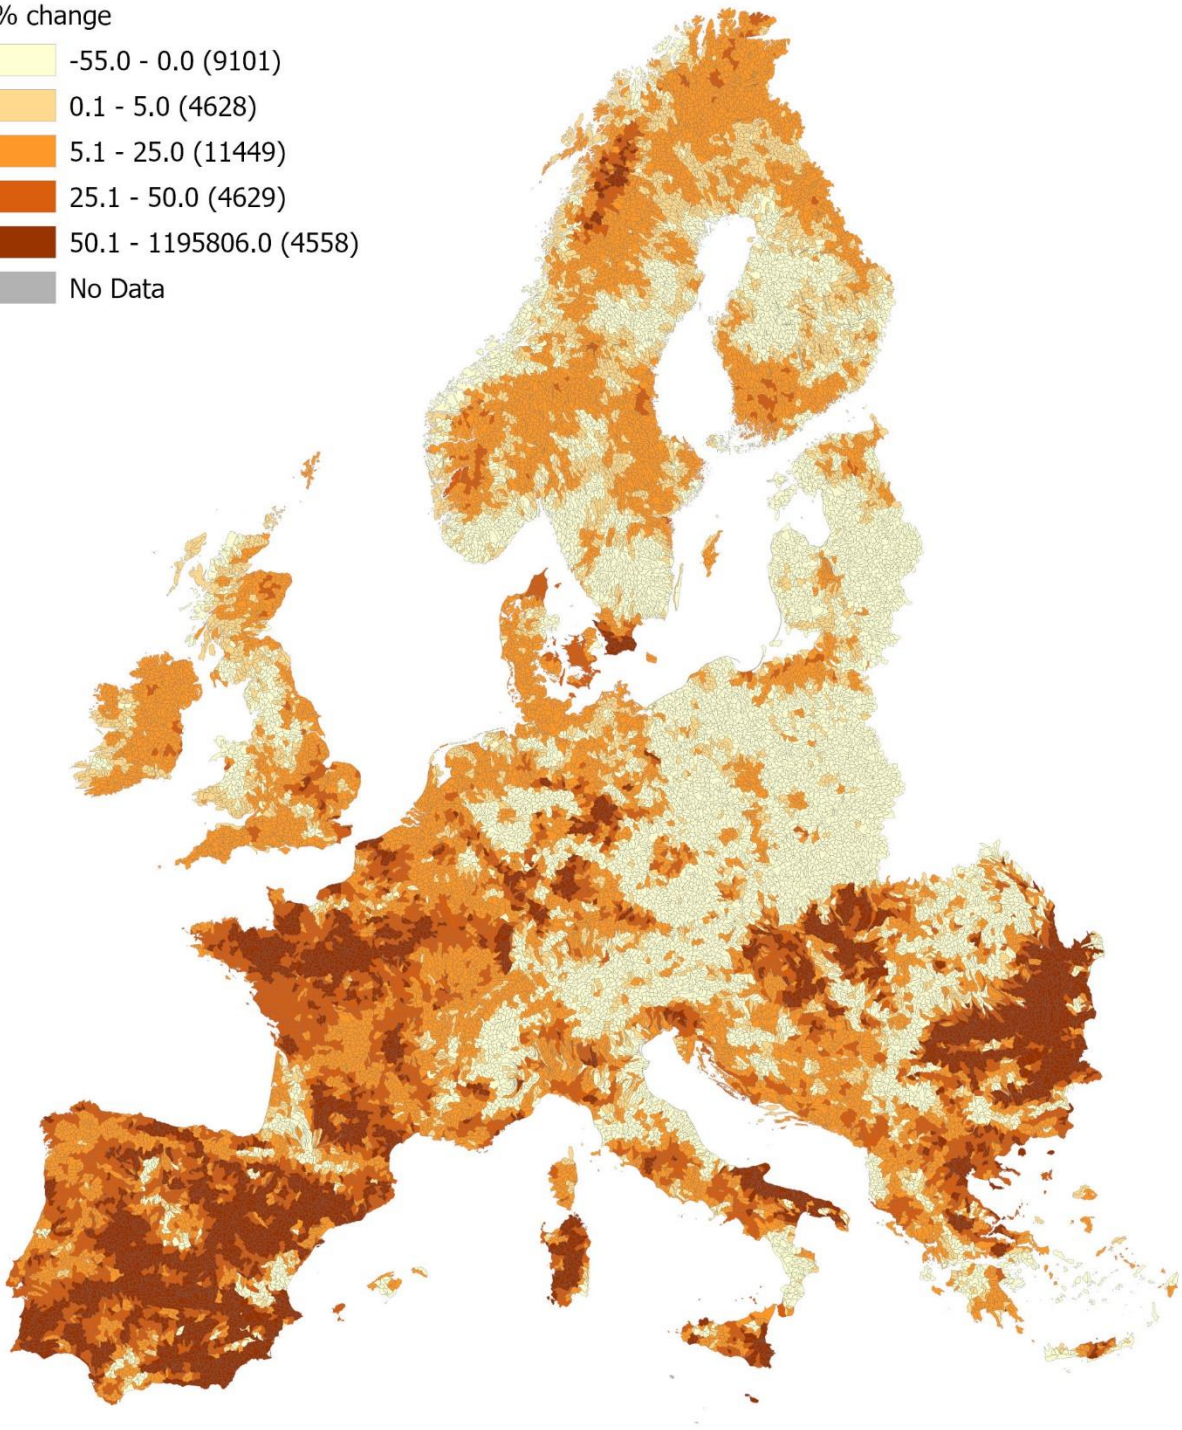 % change
-55.0 - 0.0 (9101)
0.1 - 5.0 (4628)
5.1 - 25.0 (11449)
25.1 - 50.0 (4629)
50.1 - 1195806.0 (4558)
No Data